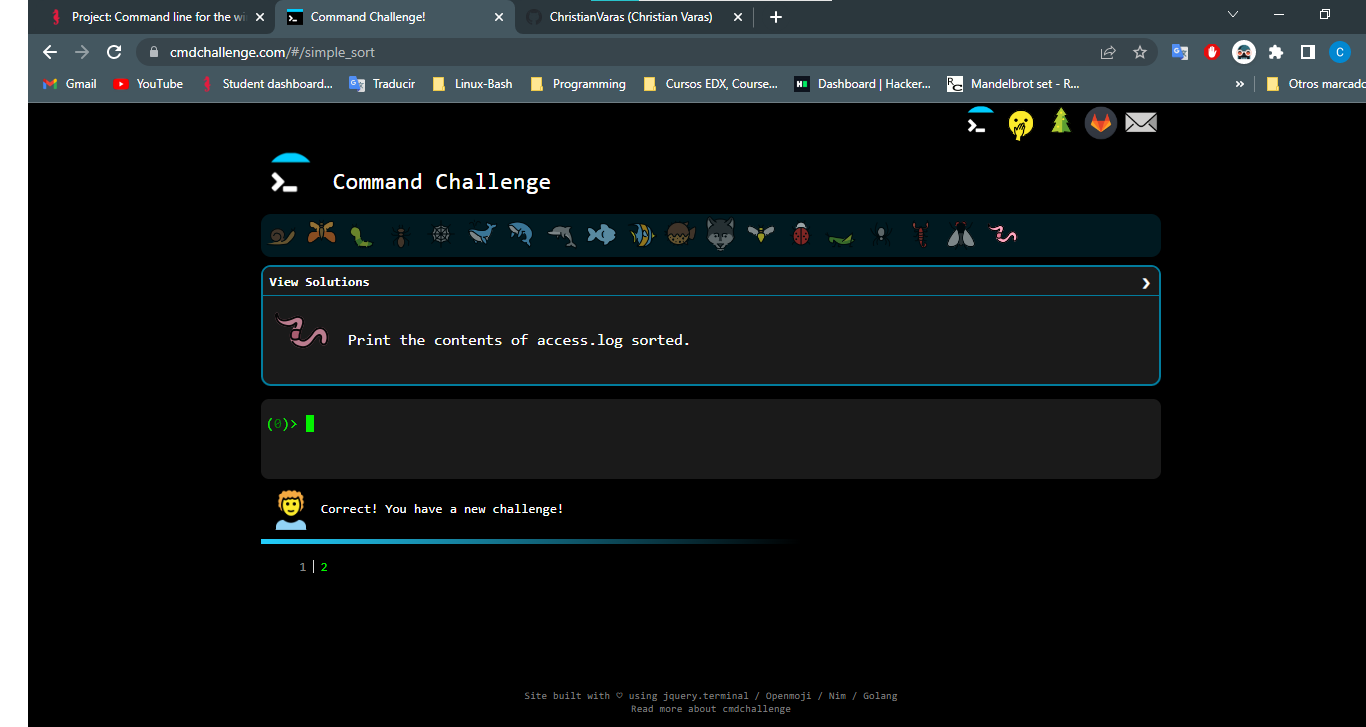 Project: Command line for the wi
Command Challenge!
ChristianVaras (Christian Varas)
cmdchallenge.com/#/simple_sort
C
Gmail
YouTube
Student dashboard...
Traducir
Linux-Bash
Programming
Cursos EDX, Course...
Dashboard | Hacker...
Mandelbrot set - R...
»
Otros marcado
Command Challenge
View Solutions
Print the contents of access.log sorted.
(0)>
Correct! You have a new challenge!
1 | 2
Site built with ♡ using jquery.terminal / Openmoji / Nim / Golang
Read more about cmdchallenge